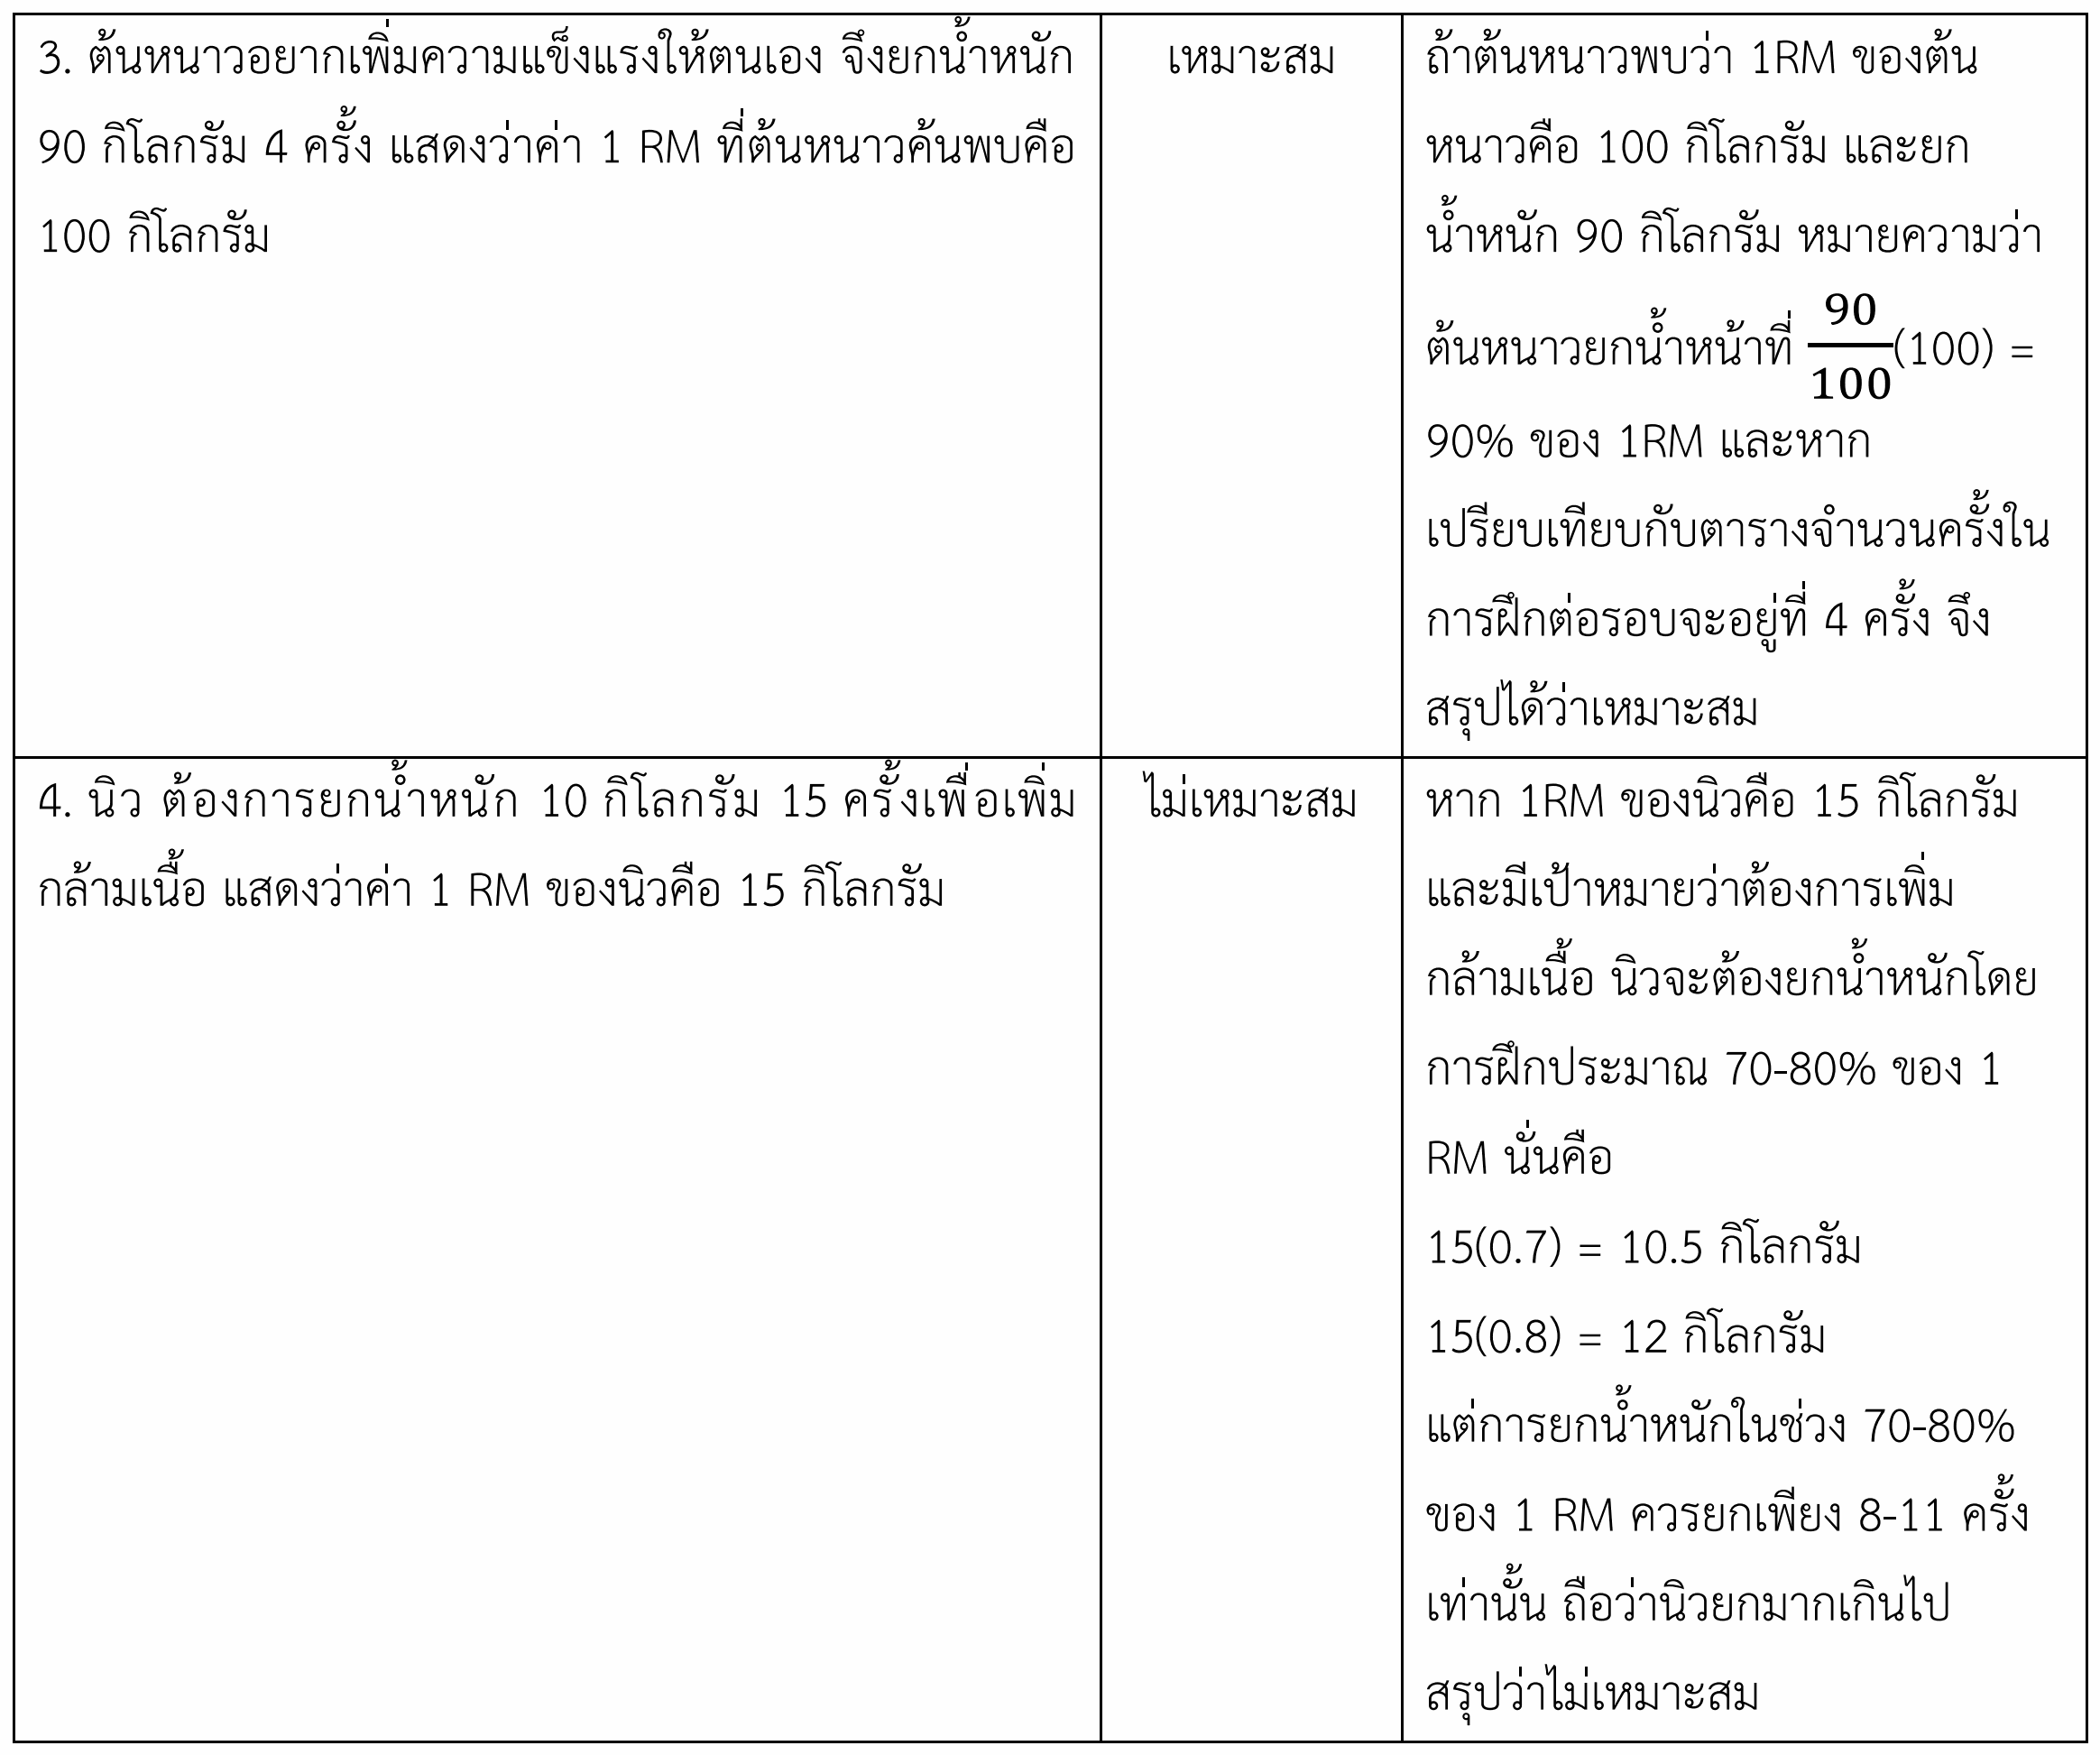 3. ต้นหนาวอยากเพิ่มความแข็งแรงให้ตนเอง จึงยกน้ำหนัก
90 กิโลกรัม 4 ครั้ง แสดงว่าค่า 1 RM ที่ต้นหนาวค้นพบคือ
100 กิโลกรัม
เหมาะสม
ถ้าต้นหนาวพบว่า 1RM ของต้น
หนาวคือ 100 กิโลกรัม และยก
น้ำหนัก 90 กิโลกรัม หมายความว่า
ต้นหนาวยกน้ำหน้าที่ 90/100(100) =
90% ของ 1RM และหาก
เปรียบเทียบกับตารางจำนวนครั้งใน
การฝึกต่อรอบจะอยู่ที่ 4 ครั้ง จึง
สรุปได้ว่าเหมาะสม
4. นิว ต้องการยกน้ำหนัก 10 กิโลกรัม 15 ครั้งเพื่อเพิ่ม
กล้ามเนื้อ แสดงว่าค่า 1 RM ของนิวคือ 15 กิโลกรัม
ไม่เหมาะสม
หาก 1RM ของนิวคือ 15 กิโลกรัม
และมีเป้าหมายว่าต้องการเพิ่ม
กล้ามเนื้อ นิวจะต้องยกน้ำหนักโดย
การฝึกประมาณ 70-80% ของ 1
RM นั่นคือ
15(0.7) = 10.5 กิโลกรัม
15(0.8) = 12 กิโลกรัม
แต่การยกน้ำหนักในช่วง 70-80%
ของ 1 RM ควรยกเพียง 8-11 ครั้ง
เท่านั้น ถือว่านิวยกมากเกินไป
สรุปว่าไม่เหมาะสม